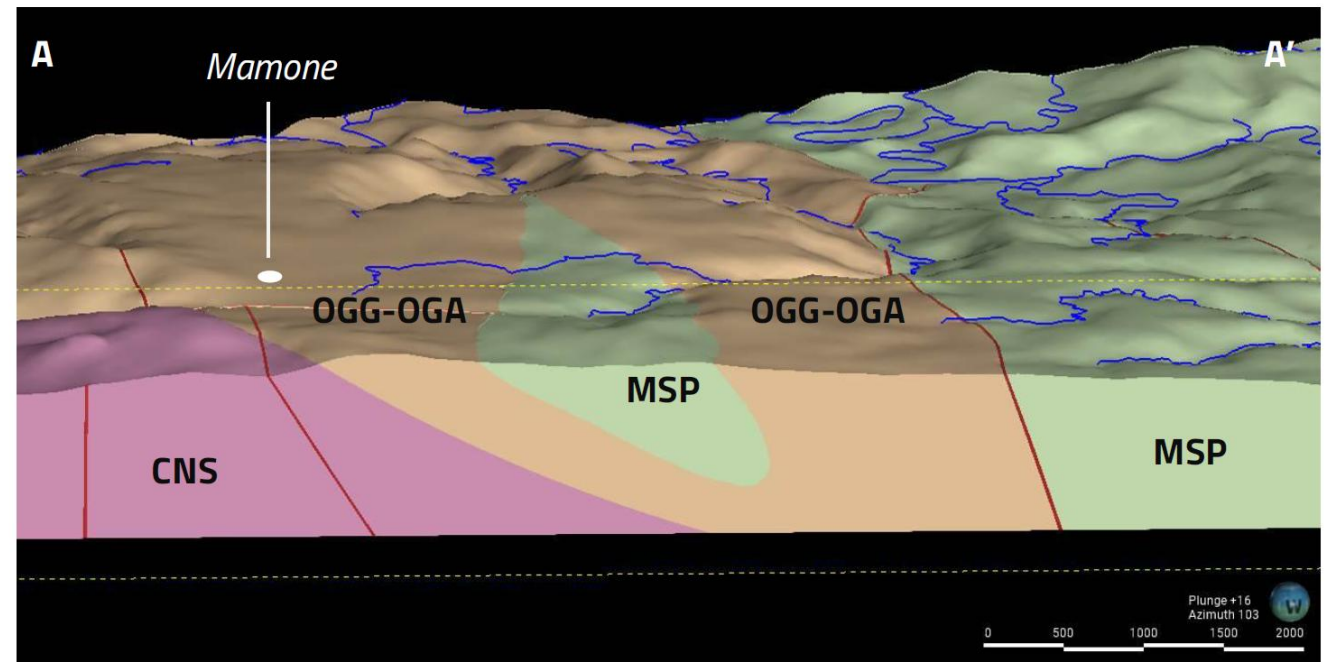 A
A′
Mamone
OGG-OGA
OGG-OGA
MSP
CNS
MSP
Plunge +16
Azimuth 103
0 500 1000 1500 2000